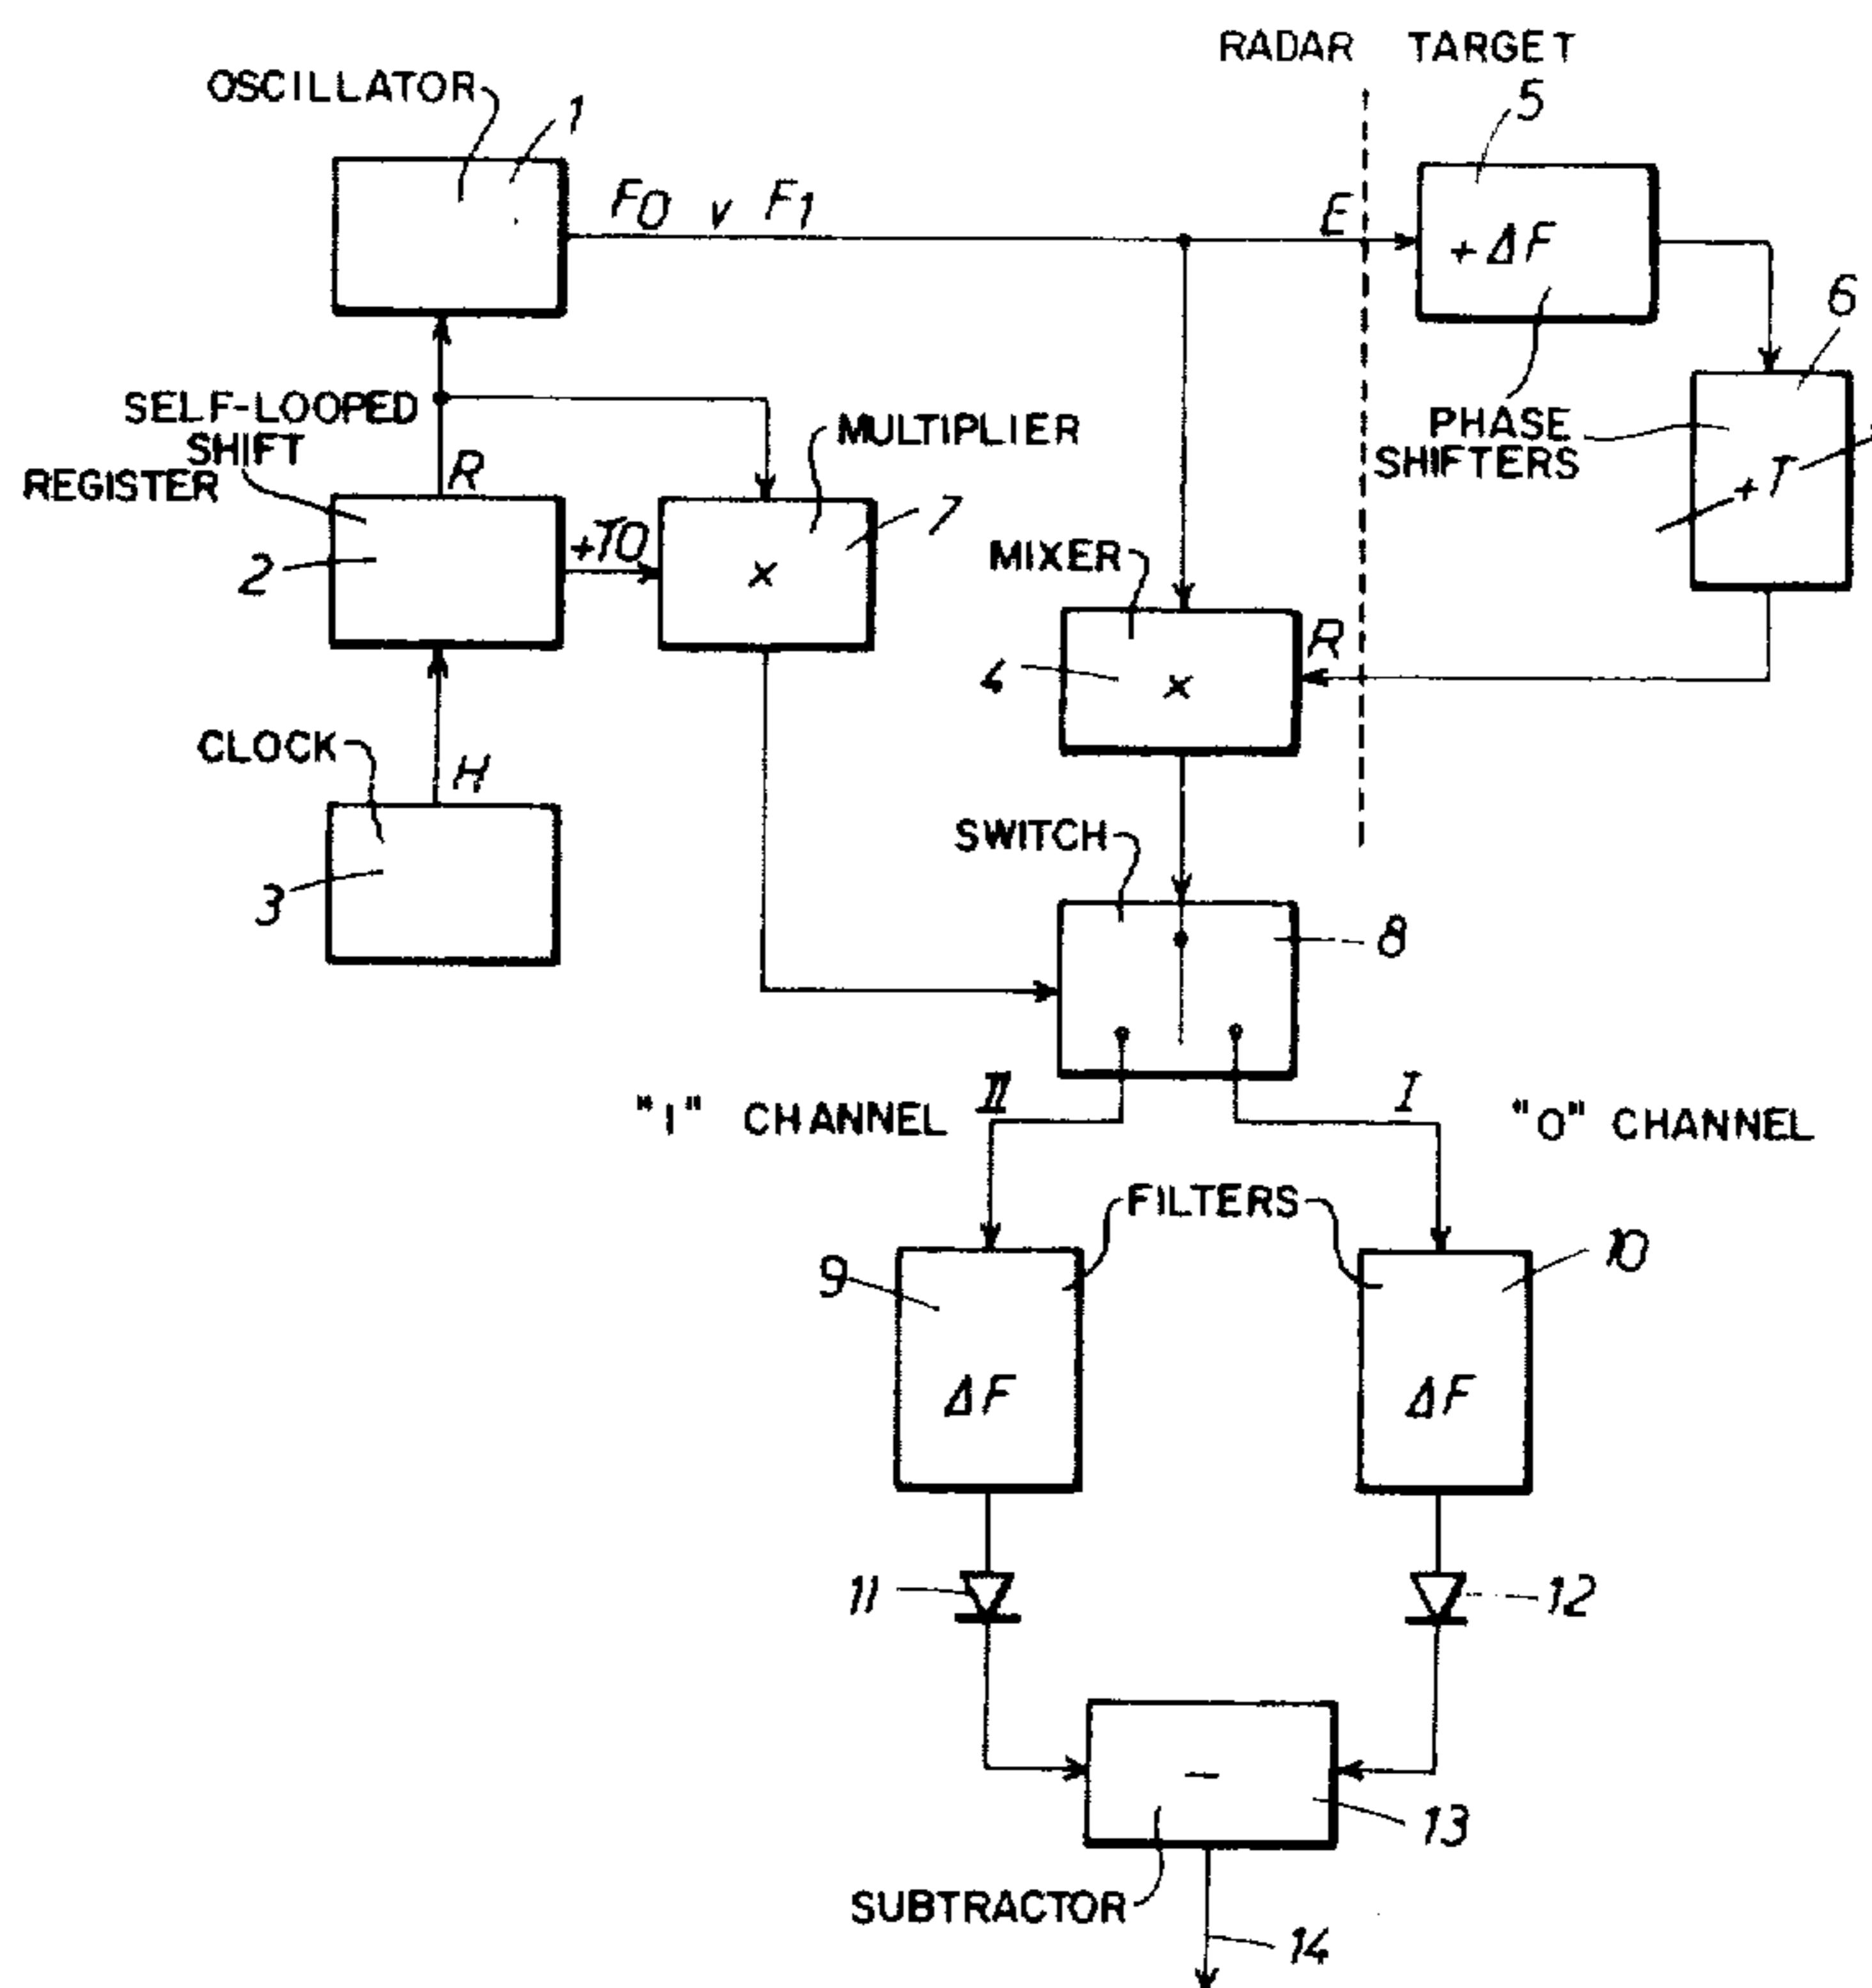 RADAR TARGET
OSCILLATOR
1
5
F0 v F1
E
+ΔF
6
SELF-LOOPED
SHIFT
REGISTER
R
MULTIPLIER
PHASE
SHIFTERS
+T
2
+T0
x
7
MIXER
R
4
x
CLOCK
H
3
SWITCH
8
"1" CHANNEL
II
I
"0" CHANNEL
FILTERS
9
10
ΔF
ΔF
11
12
-
13
SUBTRACTOR
14